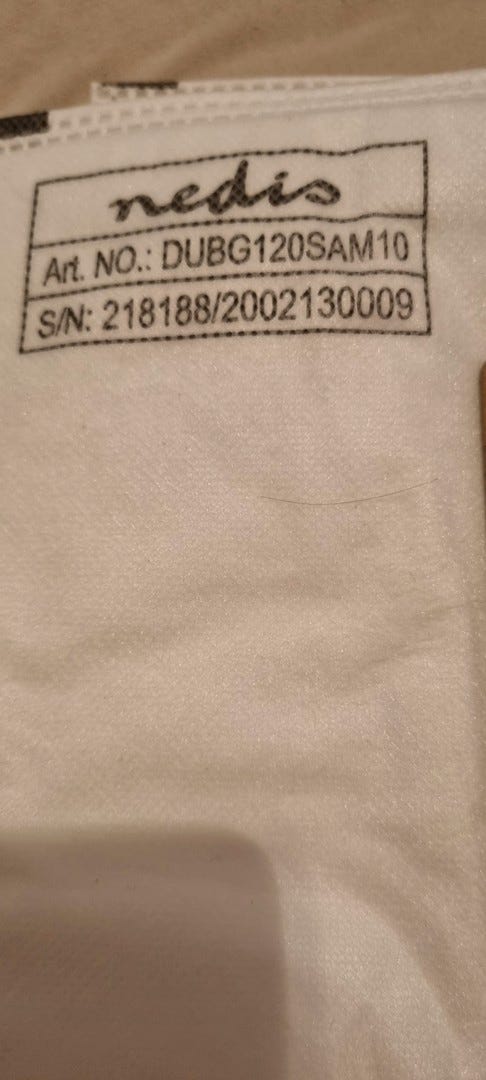 nedis
Art. NO.: DUBG120SAM10
S/N: 218188/2002130009